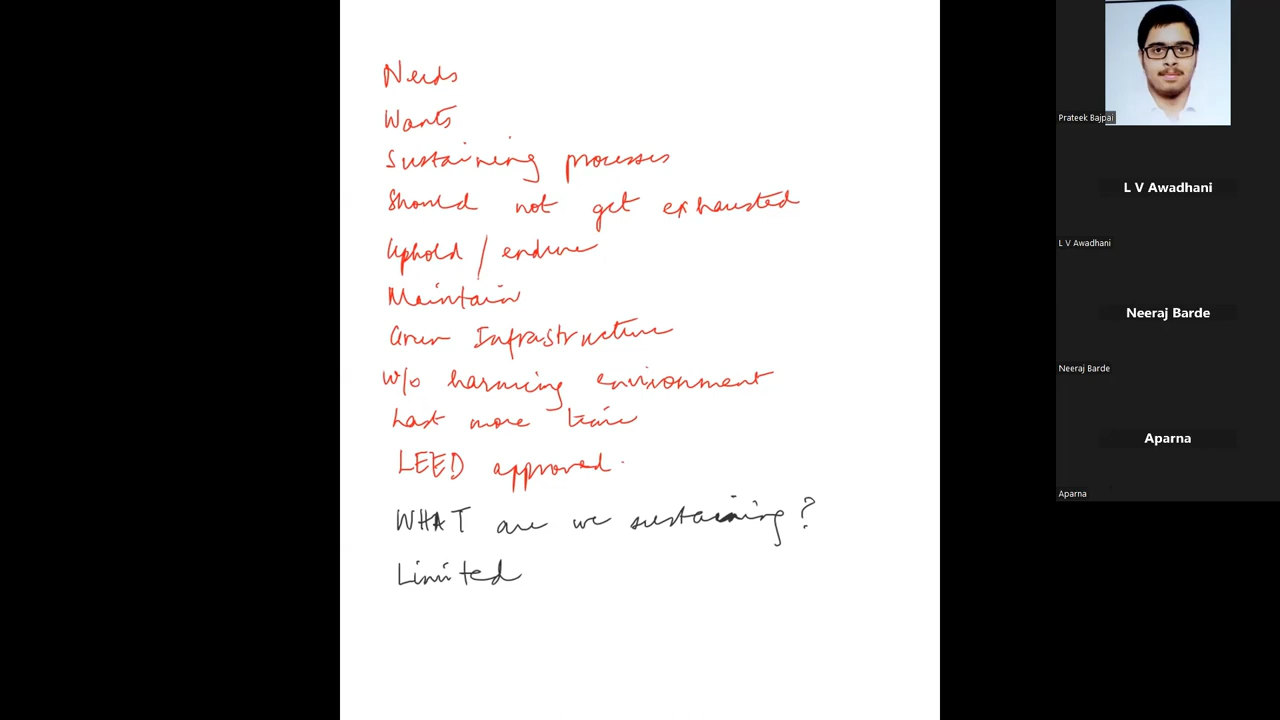 Needs
Wants
Sustaining processes
Should not get exhausted
Uphold / endure
Maintain
Green Infrastructure
w/o harming environment
Last more time
LEED approved.
WHAT are we sustaining?
Limited
Prateek Bajpai
L V Awadhani
L V Awadhani
Neeraj Barde
Neeraj Barde
Aparna
Aparna